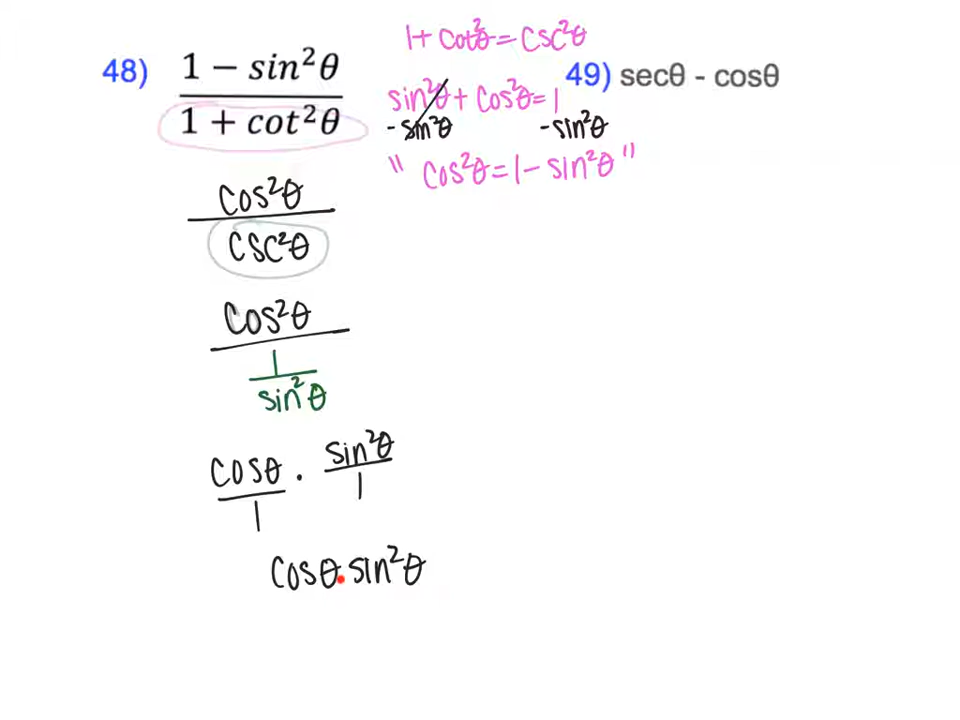 48) 1 − sin²θ / 1 + cot²θ
1 + cot²θ = csc²θ
sin²θ + cos²θ = 1
- sin²θ - sin²θ
" cos²θ = 1 - sin²θ "
cos²θ
csc²θ
cos²θ
1
sin²θ
cosθ · sin²θ
1 1
cosθ · sin²θ
49) secθ - cosθ